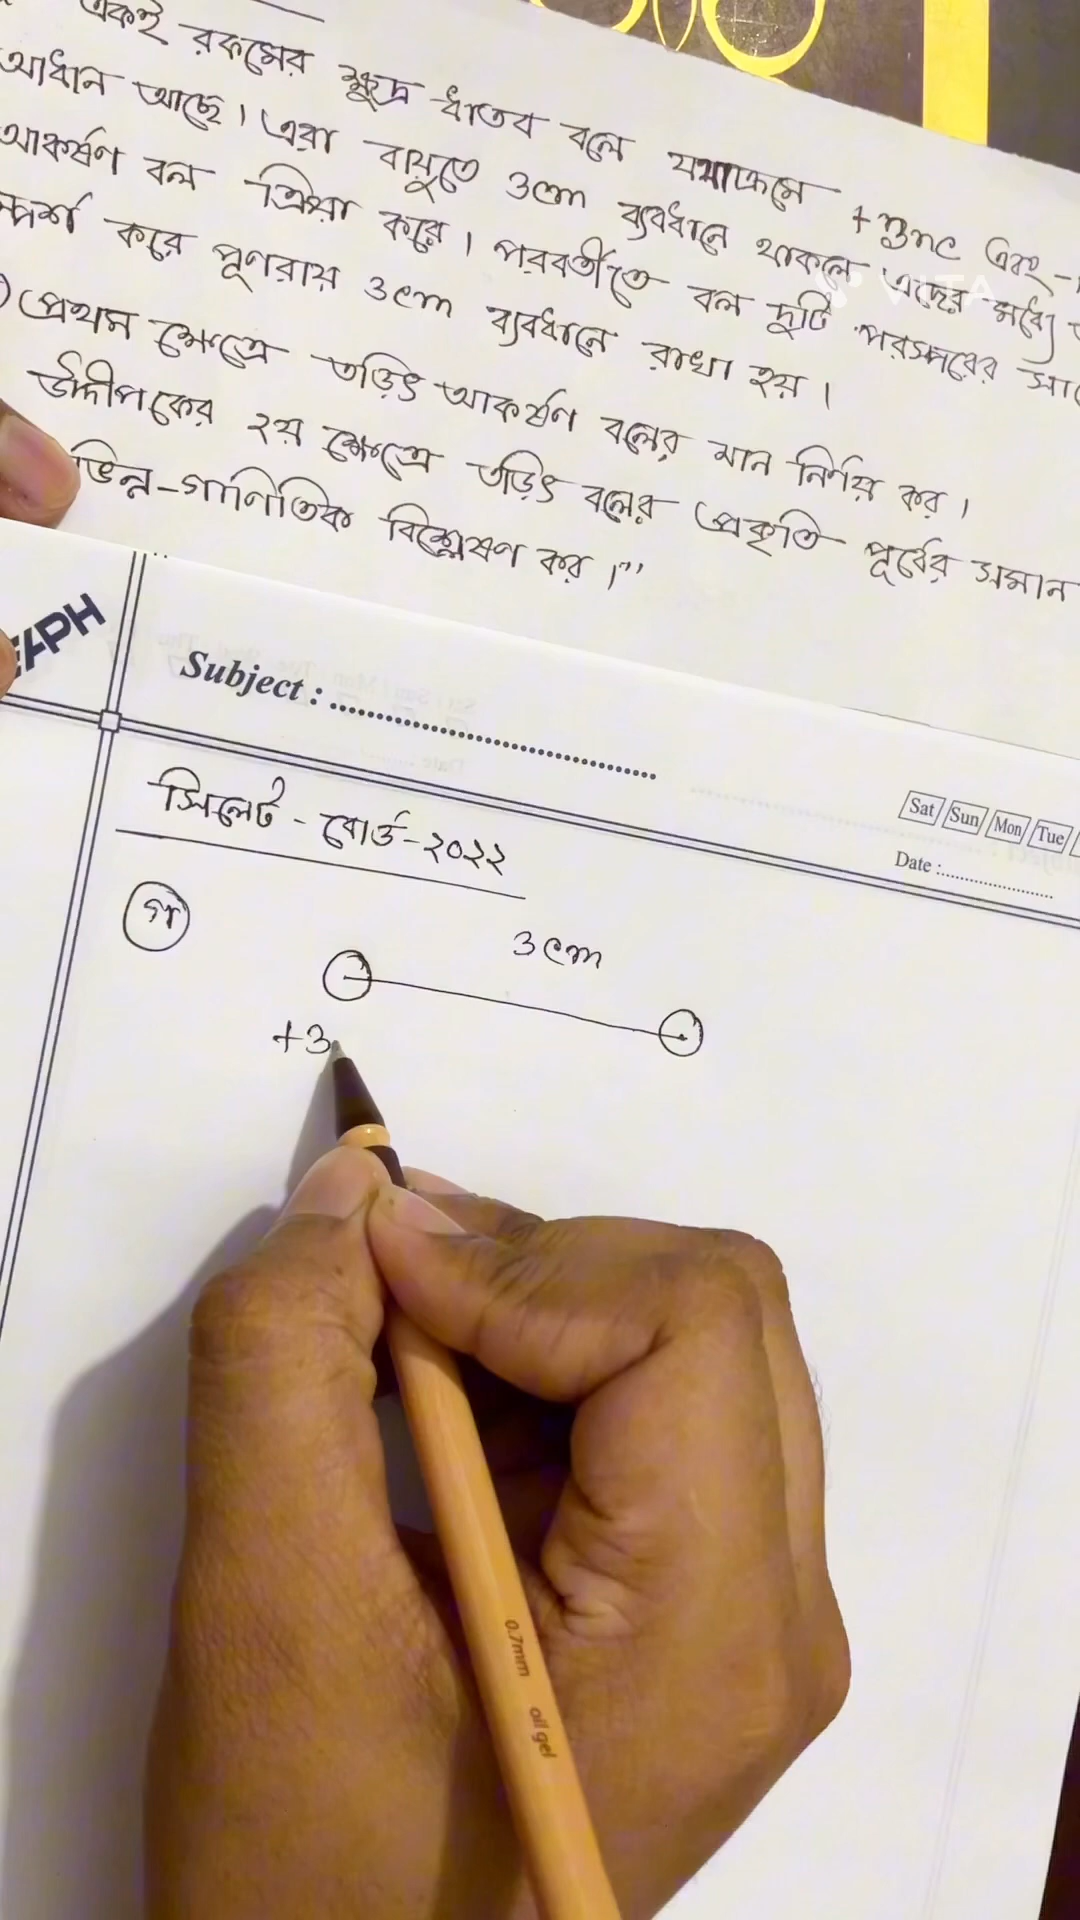 একই রকমের ক্ষুদ্র ধাতব বলে যথাক্রমে +3nc এবং -
আধান আছে। এরা বায়ুতে 3cm ব্যবধানে থাকলে এদের মধ্যে
আকর্ষণ বল ক্রিয়া করে। পরবর্তীতে বল দুটি পরস্পরের সা
করে পূণরায় 3cm ব্যবধানে রাখা হয়।
প্রথম ক্ষেত্রে তড়িৎ আকর্ষণ বলের মান নির্ণয় কর।
উদ্দীপকের ২য় ক্ষেত্রে তড়িৎ বলের প্রকৃতি পূর্বের সমান
ভিন্ন-গাণিতিক বিশ্লেষণ কর।"
VITA
APH
Subject :
Sat Sun Mon Tue
Date :
সিলেট - বোর্ড-২০২২
গ
3cm
+3
0.7mm oil gel